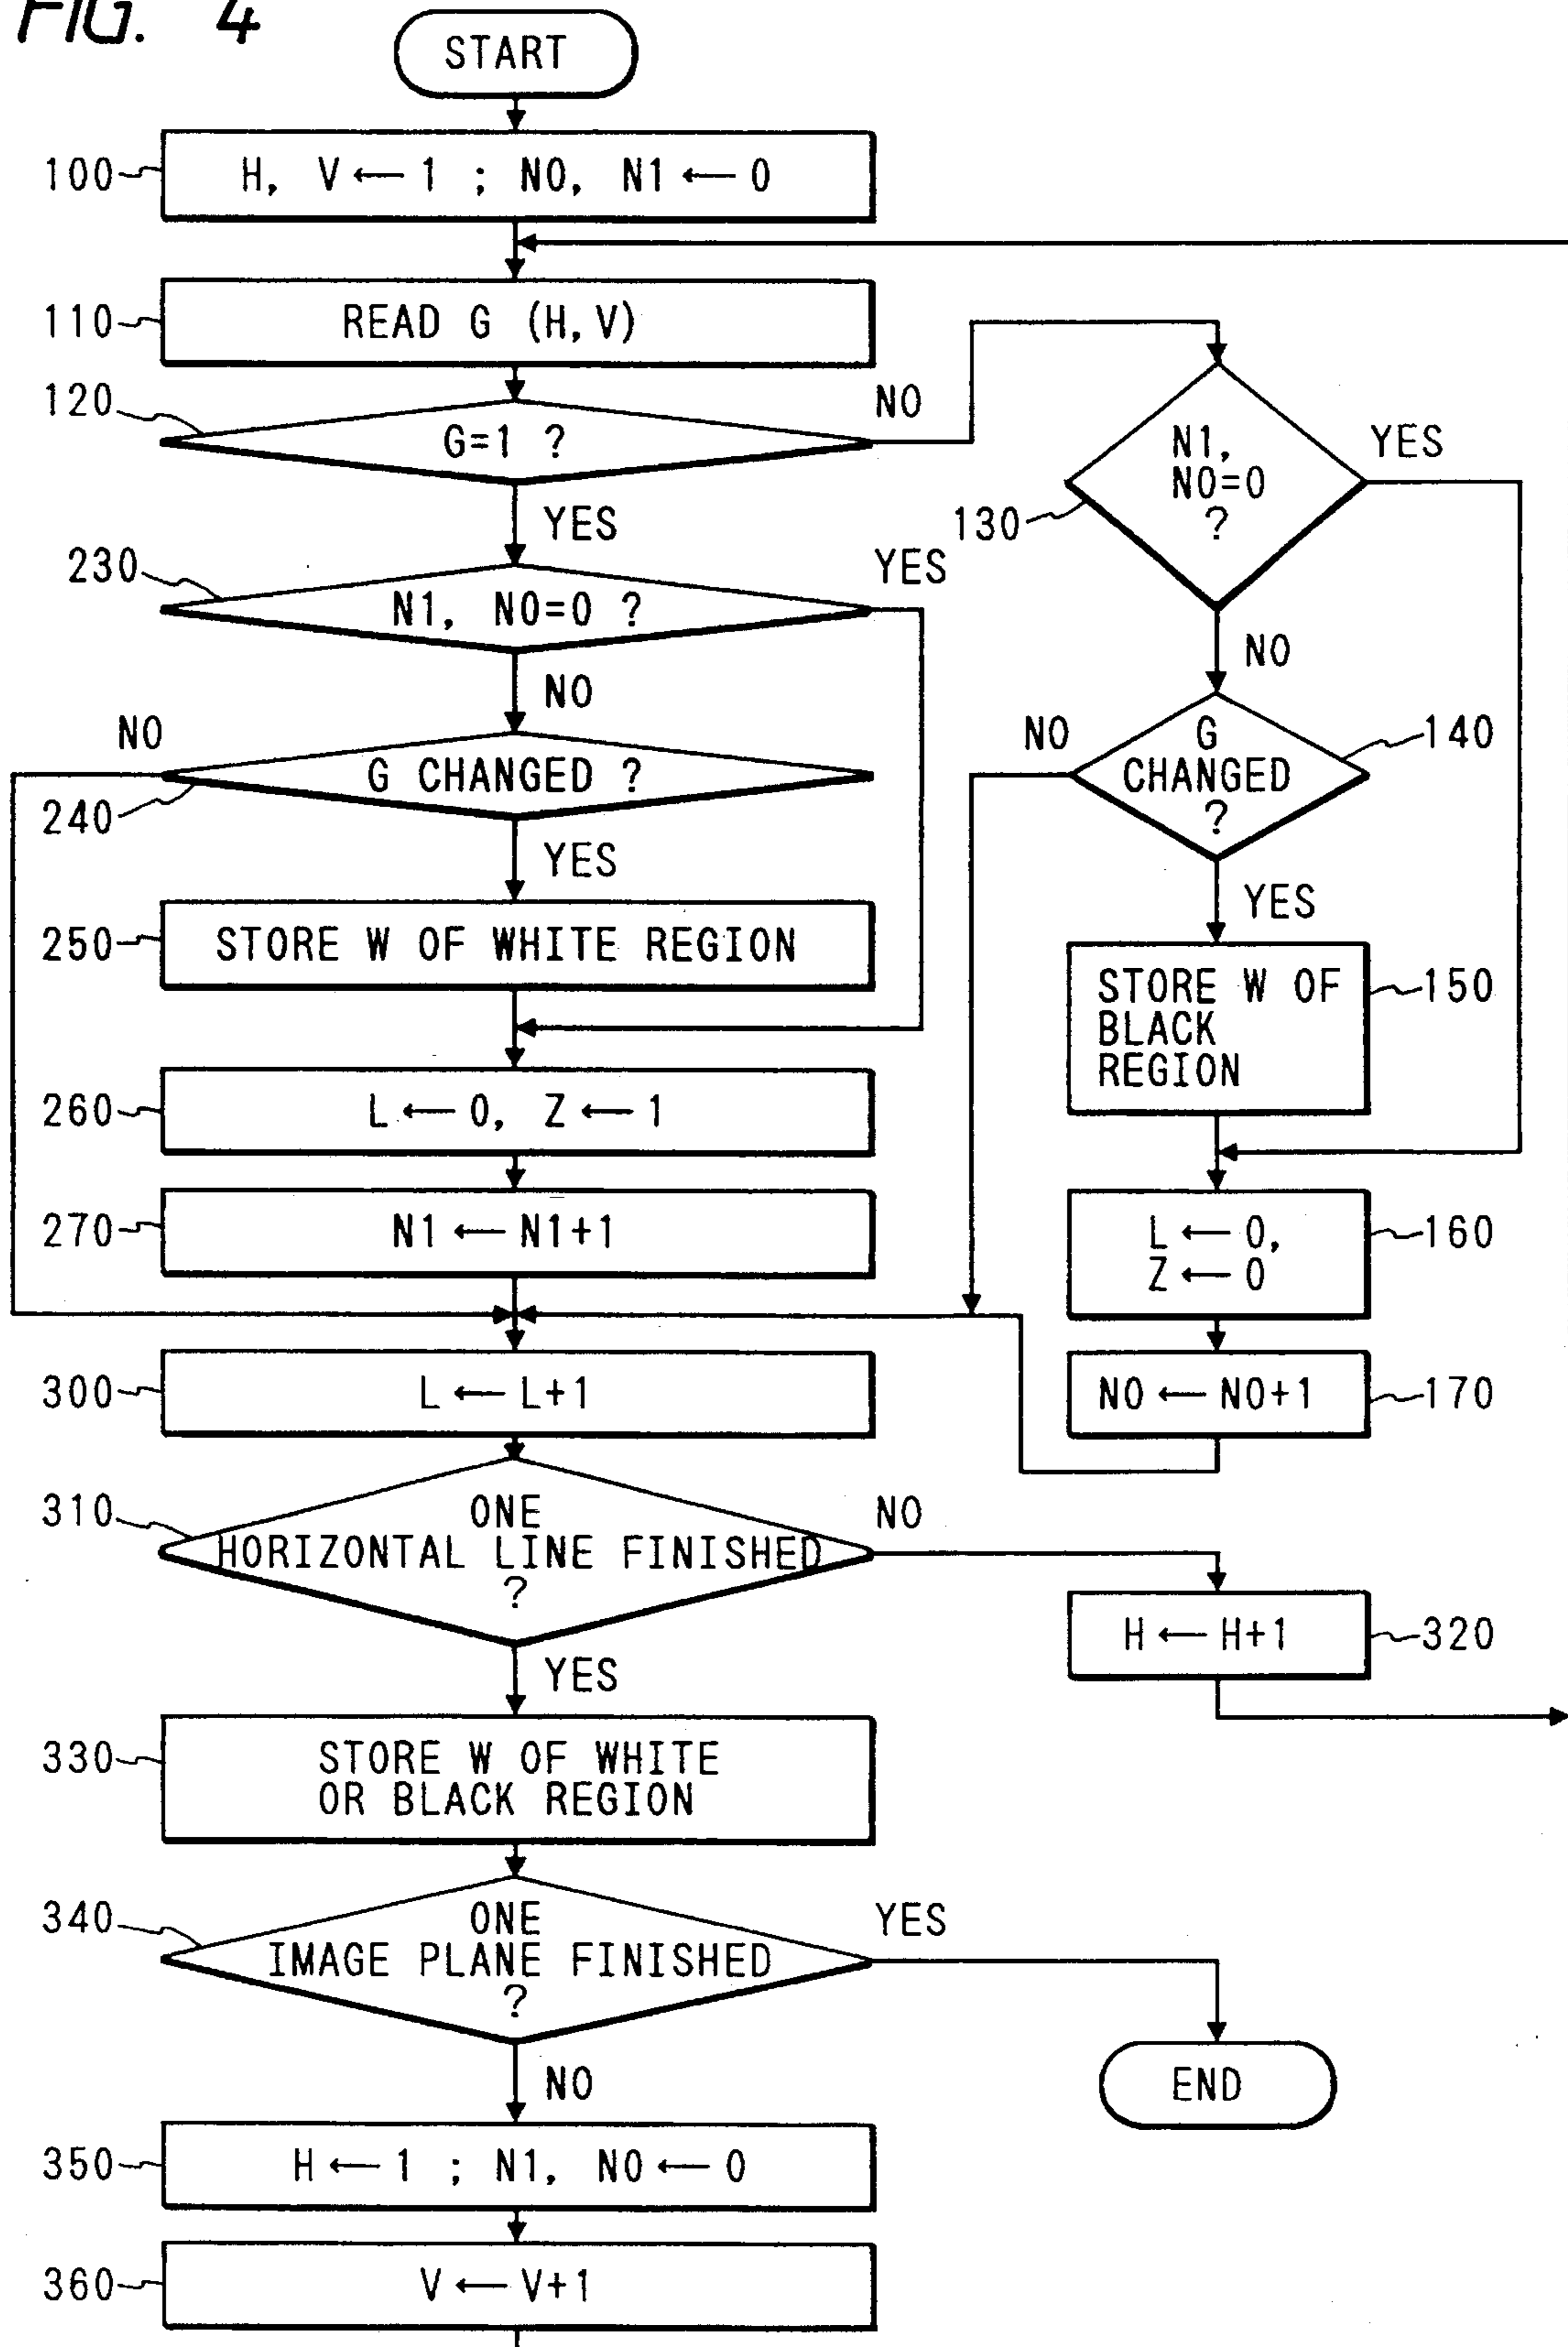 FIG. 4
START
100
H, V ← 1 ; N0, N1 ← 0
110
READ G (H,V)
120
G=1 ?
NO
YES
N1,
N0=0
?
130
YES
NO
230
N1, N0=0 ?
YES
NO
240
G CHANGED ?
NO
YES
G
CHANGED
?
140
NO
YES
250
STORE W OF WHITE REGION
STORE W OF
BLACK
REGION
150
260
L ← 0, Z ← 1
270
N1 ← N1+1
L ← 0,
Z ← 0
160
300
L ← L+1
N0 ← N0+1
170
310
ONE
HORIZONTAL LINE FINISHED
?
NO
YES
H ← H+1
320
330
STORE W OF WHITE
OR BLACK REGION
340
ONE
IMAGE PLANE FINISHED
?
YES
NO
END
350
H ← 1 ; N1, N0 ← 0
360
V ← V+1